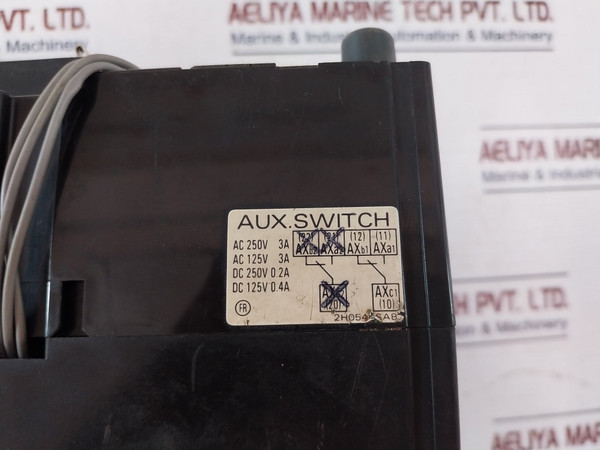 AELIYA MARINE TECH PVT. LTD.
Marine & Industrial Automation & Machinery
AUX.SWITCH
AC 250V 3A
AC 125V 3A
DC 250V 0.2A
DC 125V 0.4A
(12) (11)
AXb1 AXa1
AXc1
(10)
FR
AELIYA MARINE
Marine & Industrial
PVT. LTD.
& Machinery
AELIYA MAR